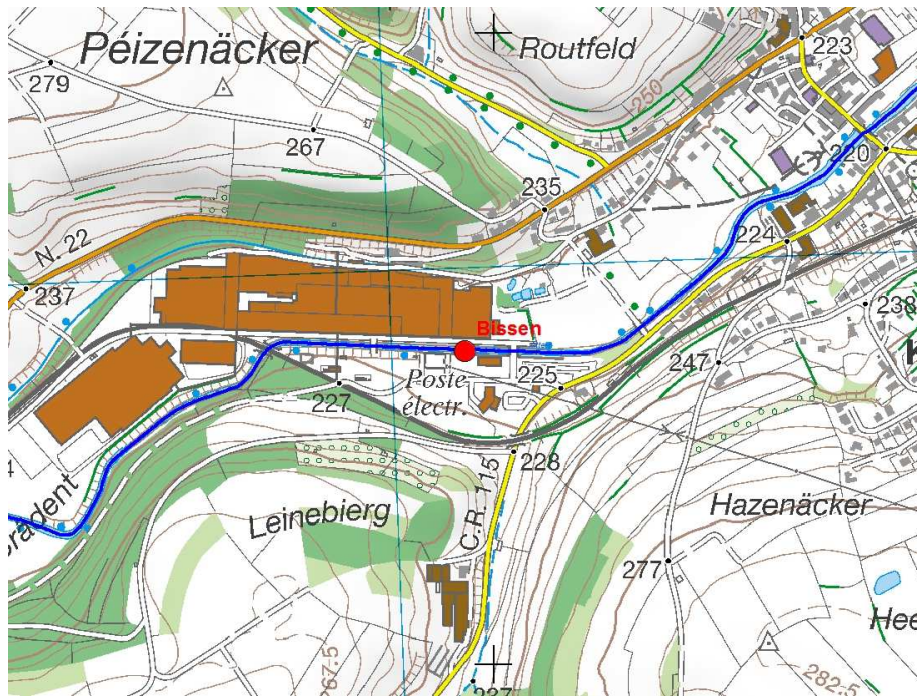 Péizenäcker
Routfeld
223
279
250
267
220
235
N. 22
224
237
238
Bissen
247
Poste
électr.
225
227
228
C.R. 115
Leinebierg
Hazenäcker
277
282.5